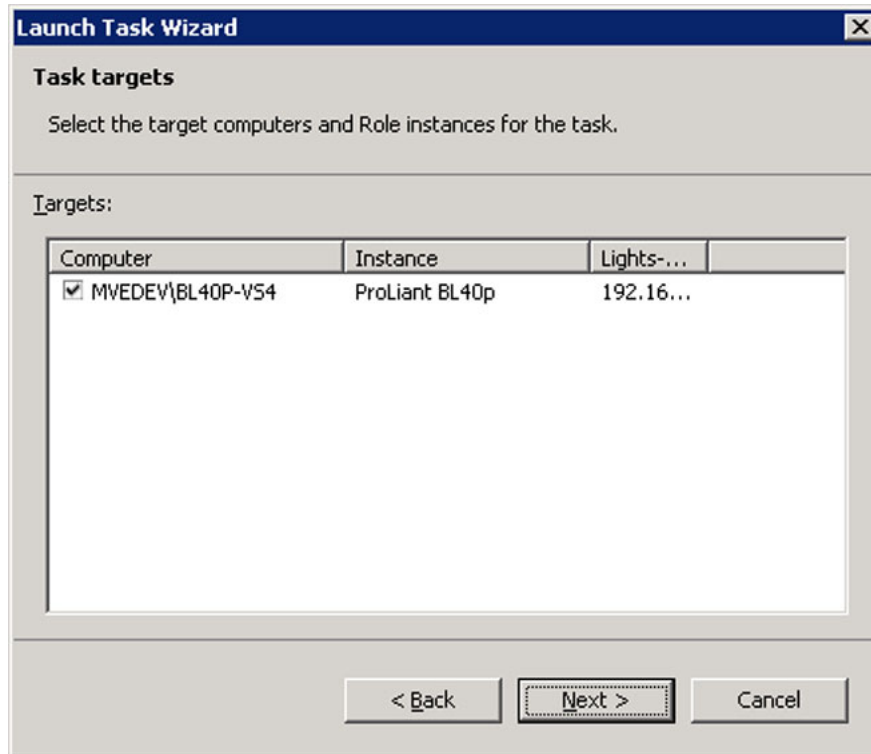 Launch Task Wizard
Task targets
Select the target computers and Role instances for the task.
Targets:
Computer Instance Lights-...
MVEDEV\BL40P-VS4 ProLiant BL40p 192.16...
< Back Next > Cancel